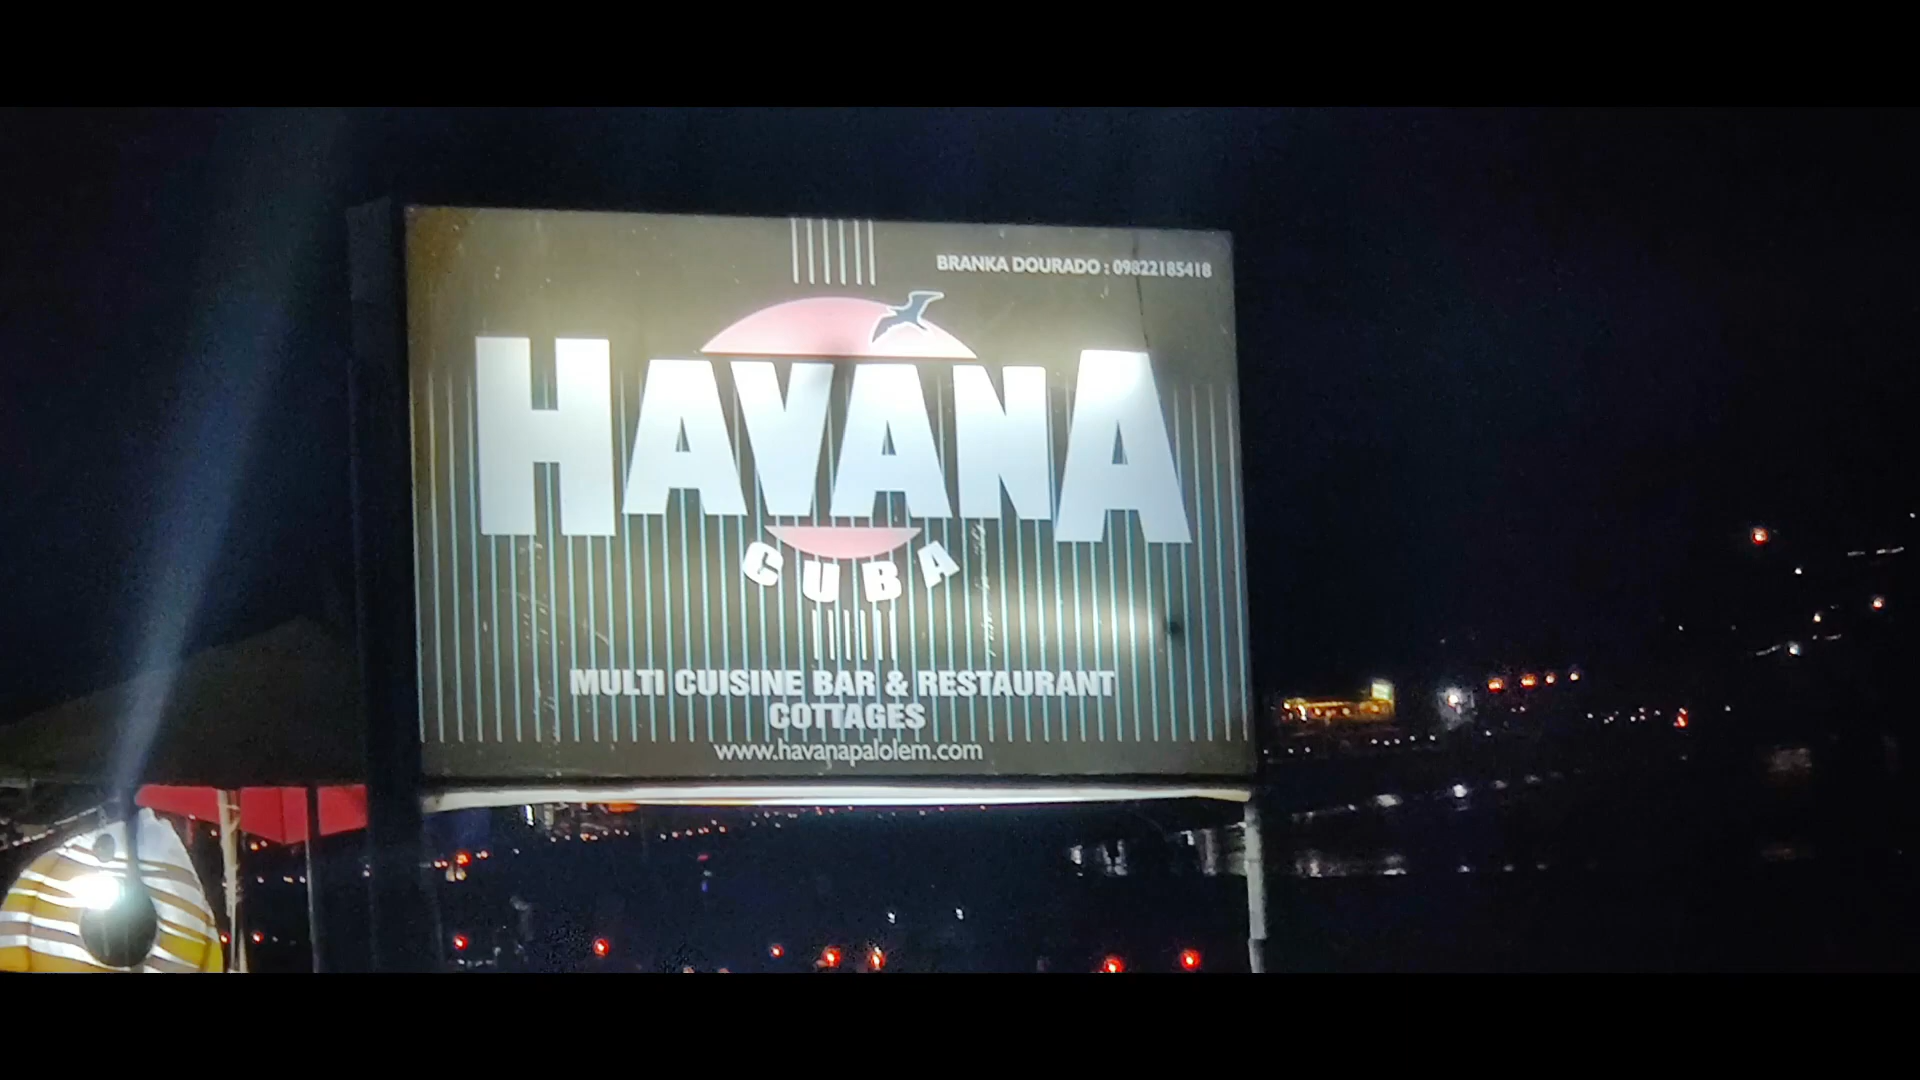 BRANKA DOURADO : 09822185418
HAVANA
CUBA
MULTI CUISINE BAR & RESTAURANT
COTTAGES
www.havanapalolem.com